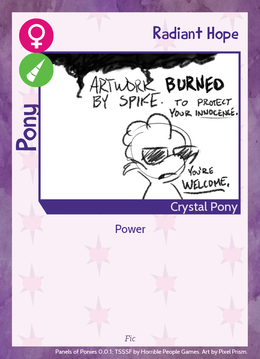 Radiant Hope
Pony
ARTWORK BURNED
BY SPIKE. TO PROTECT
YOUR INNOCENSE.
YOU'RE
WELCOME.
Crystal Pony
Power
Fic
Panels of Ponies 0.0.1; TSSSF by Horrible People Games. Art by Pixel Prism.